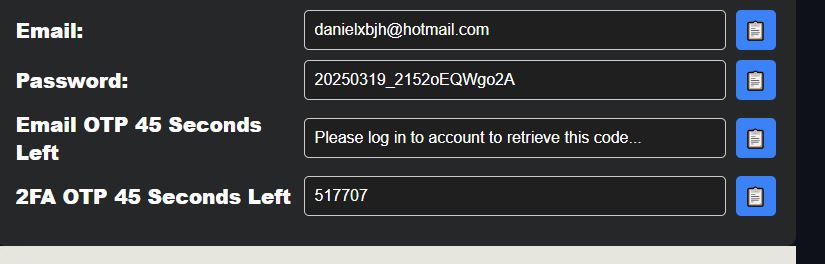 Email:
danielxbjh@hotmail.com
Password:
20250319_2152oEQWgo2A
Email OTP 45 Seconds
Left
Please log in to account to retrieve this code...
2FA OTP 45 Seconds Left
517707